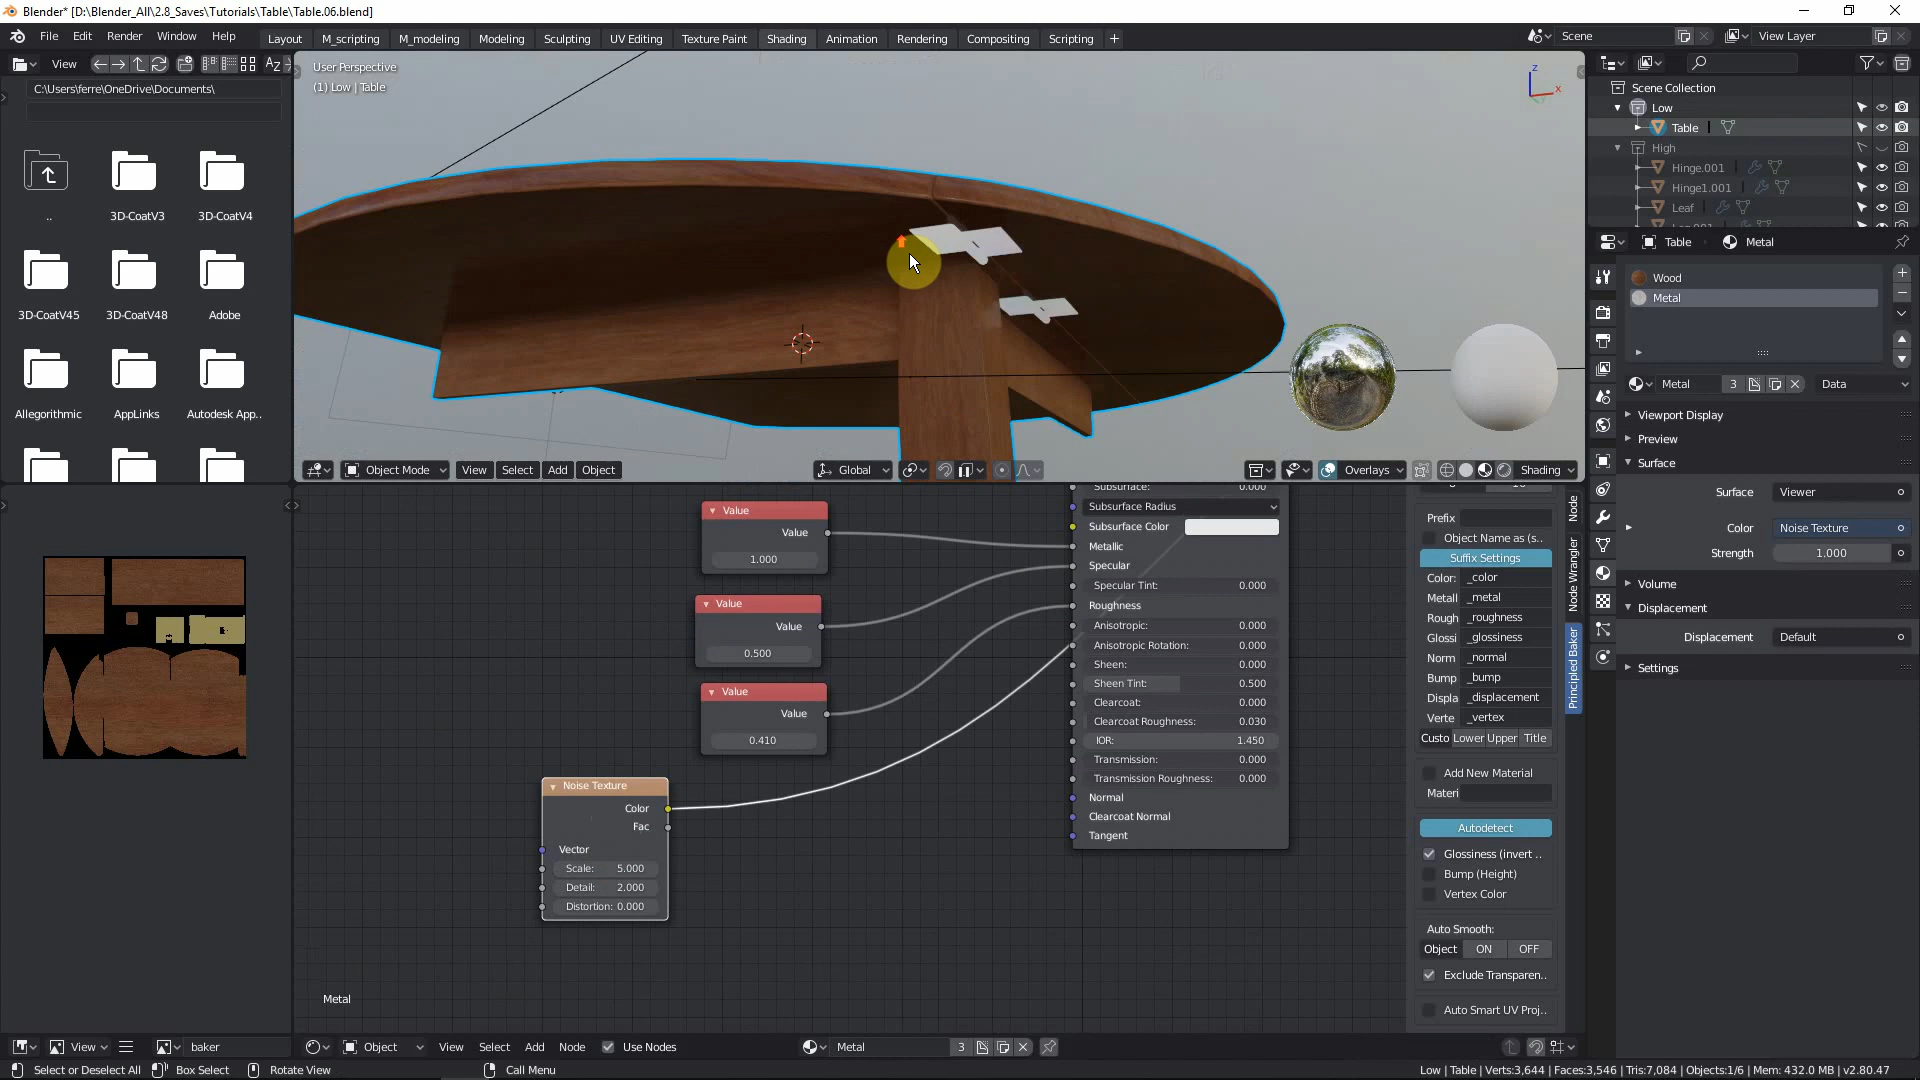 Blender* [D:\Blender_All\2.8_Saves\Tutorials\Table\Table.06.blend]
File Edit Render Window Help
Layout M_scripting M_modeling Modeling Sculpting UV Editing Texture Paint Shading Animation Rendering Compositing Scripting +
Scene
View Layer
View
C:\Users\ferre\OneDrive\Documents\
..
3D-CoatV3
3D-CoatV4
3D-CoatV45
3D-CoatV48
Adobe
Allegorithmic
AppLinks
Autodesk App..
User Perspective
(1) Low | Table
Z
X
Object Mode View Select Add Object
Global
Overlays
Shading
Scene Collection
Low
Table
High
Hinge.001
Hinge1.001
Leaf
Table Metal
Wood
Metal
Metal 3 Data
Viewport Display
Preview
Surface
Surface Viewer
Color Noise Texture
Strength 1.000
Volume
Displacement
Displacement Default
Settings
Value
Value
1.000
Value
Value
0.500
Value
Value
0.410
Noise Texture
Color
Fac
Vector
Scale: 5.000
Detail: 2.000
Distortion: 0.000
Subsurface: 0.000
Subsurface Radius
Subsurface Color
Metallic
Specular
Specular Tint: 0.000
Roughness
Anisotropic: 0.000
Anisotropic Rotation: 0.000
Sheen: 0.000
Sheen Tint: 0.500
Clearcoat: 0.000
Clearcoat Roughness: 0.030
IOR: 1.450
Transmission: 0.000
Transmission Roughness: 0.000
Normal
Clearcoat Normal
Tangent
Prefix
Object Name as (s..
Suffix Settings
Color: _color
Metall _metal
Rough _roughness
Glossi _glossiness
Norm _normal
Bump _bump
Displa _displacement
Verte _vertex
Custo Lower Upper Title
Add New Material
Materi
Autodetect
Glossiness (invert ..
Bump (Height)
Vertex Color
Auto Smooth:
Object ON OFF
Exclude Transparen..
Auto Smart UV Proj..
Node
Node Wrangler
Principled Baker
Metal
View
baker
Object View Select Add Node Use Nodes
Metal 3
Select or Deselect All Box Select Rotate View Call Menu
Low | Table | Verts:3,644 | Faces:3,546 | Tris:7,084 | Objects:1/6 | Mem: 432.0 MB | v2.80.47